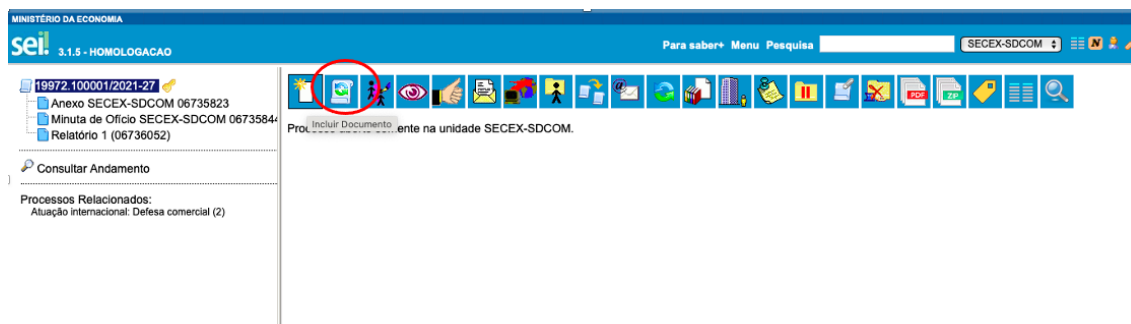 MINISTÉRIO DA ECONOMIA
sei! 3.1.5 - HOMOLOGACAO
Para saber+ Menu Pesquisa SECEX-SDCOM
N
19972.100001/2021-27
Anexo SECEX-SDCOM 06735823
Minuta de Ofício SECEX-SDCOM 0673584
Relatório 1 (06736052)
Consultar Andamento
Processos Relacionados:
Atuação internacional: Defesa comercial (2)
PDF
ZIP
Incluir Documento
na unidade SECEX-SDCOM.